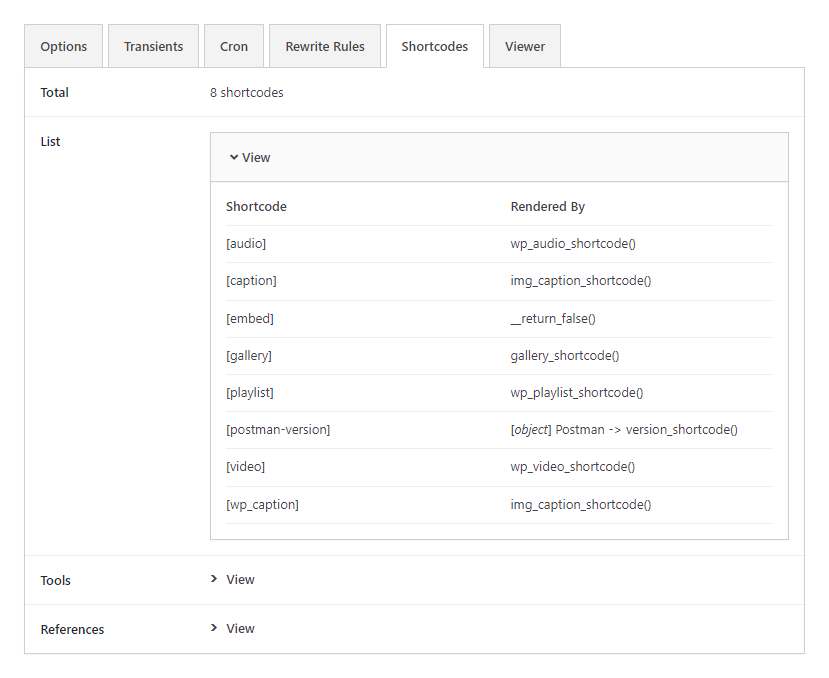 Options Transients Cron Rewrite Rules Shortcodes Viewer
Total 8 shortcodes
List
View
Shortcode Rendered By
[audio] wp_audio_shortcode()
[caption] img_caption_shortcode()
[embed] __return_false()
[gallery] gallery_shortcode()
[playlist] wp_playlist_shortcode()
[postman-version] [object] Postman -> version_shortcode()
[video] wp_video_shortcode()
[wp_caption] img_caption_shortcode()
Tools View
References View